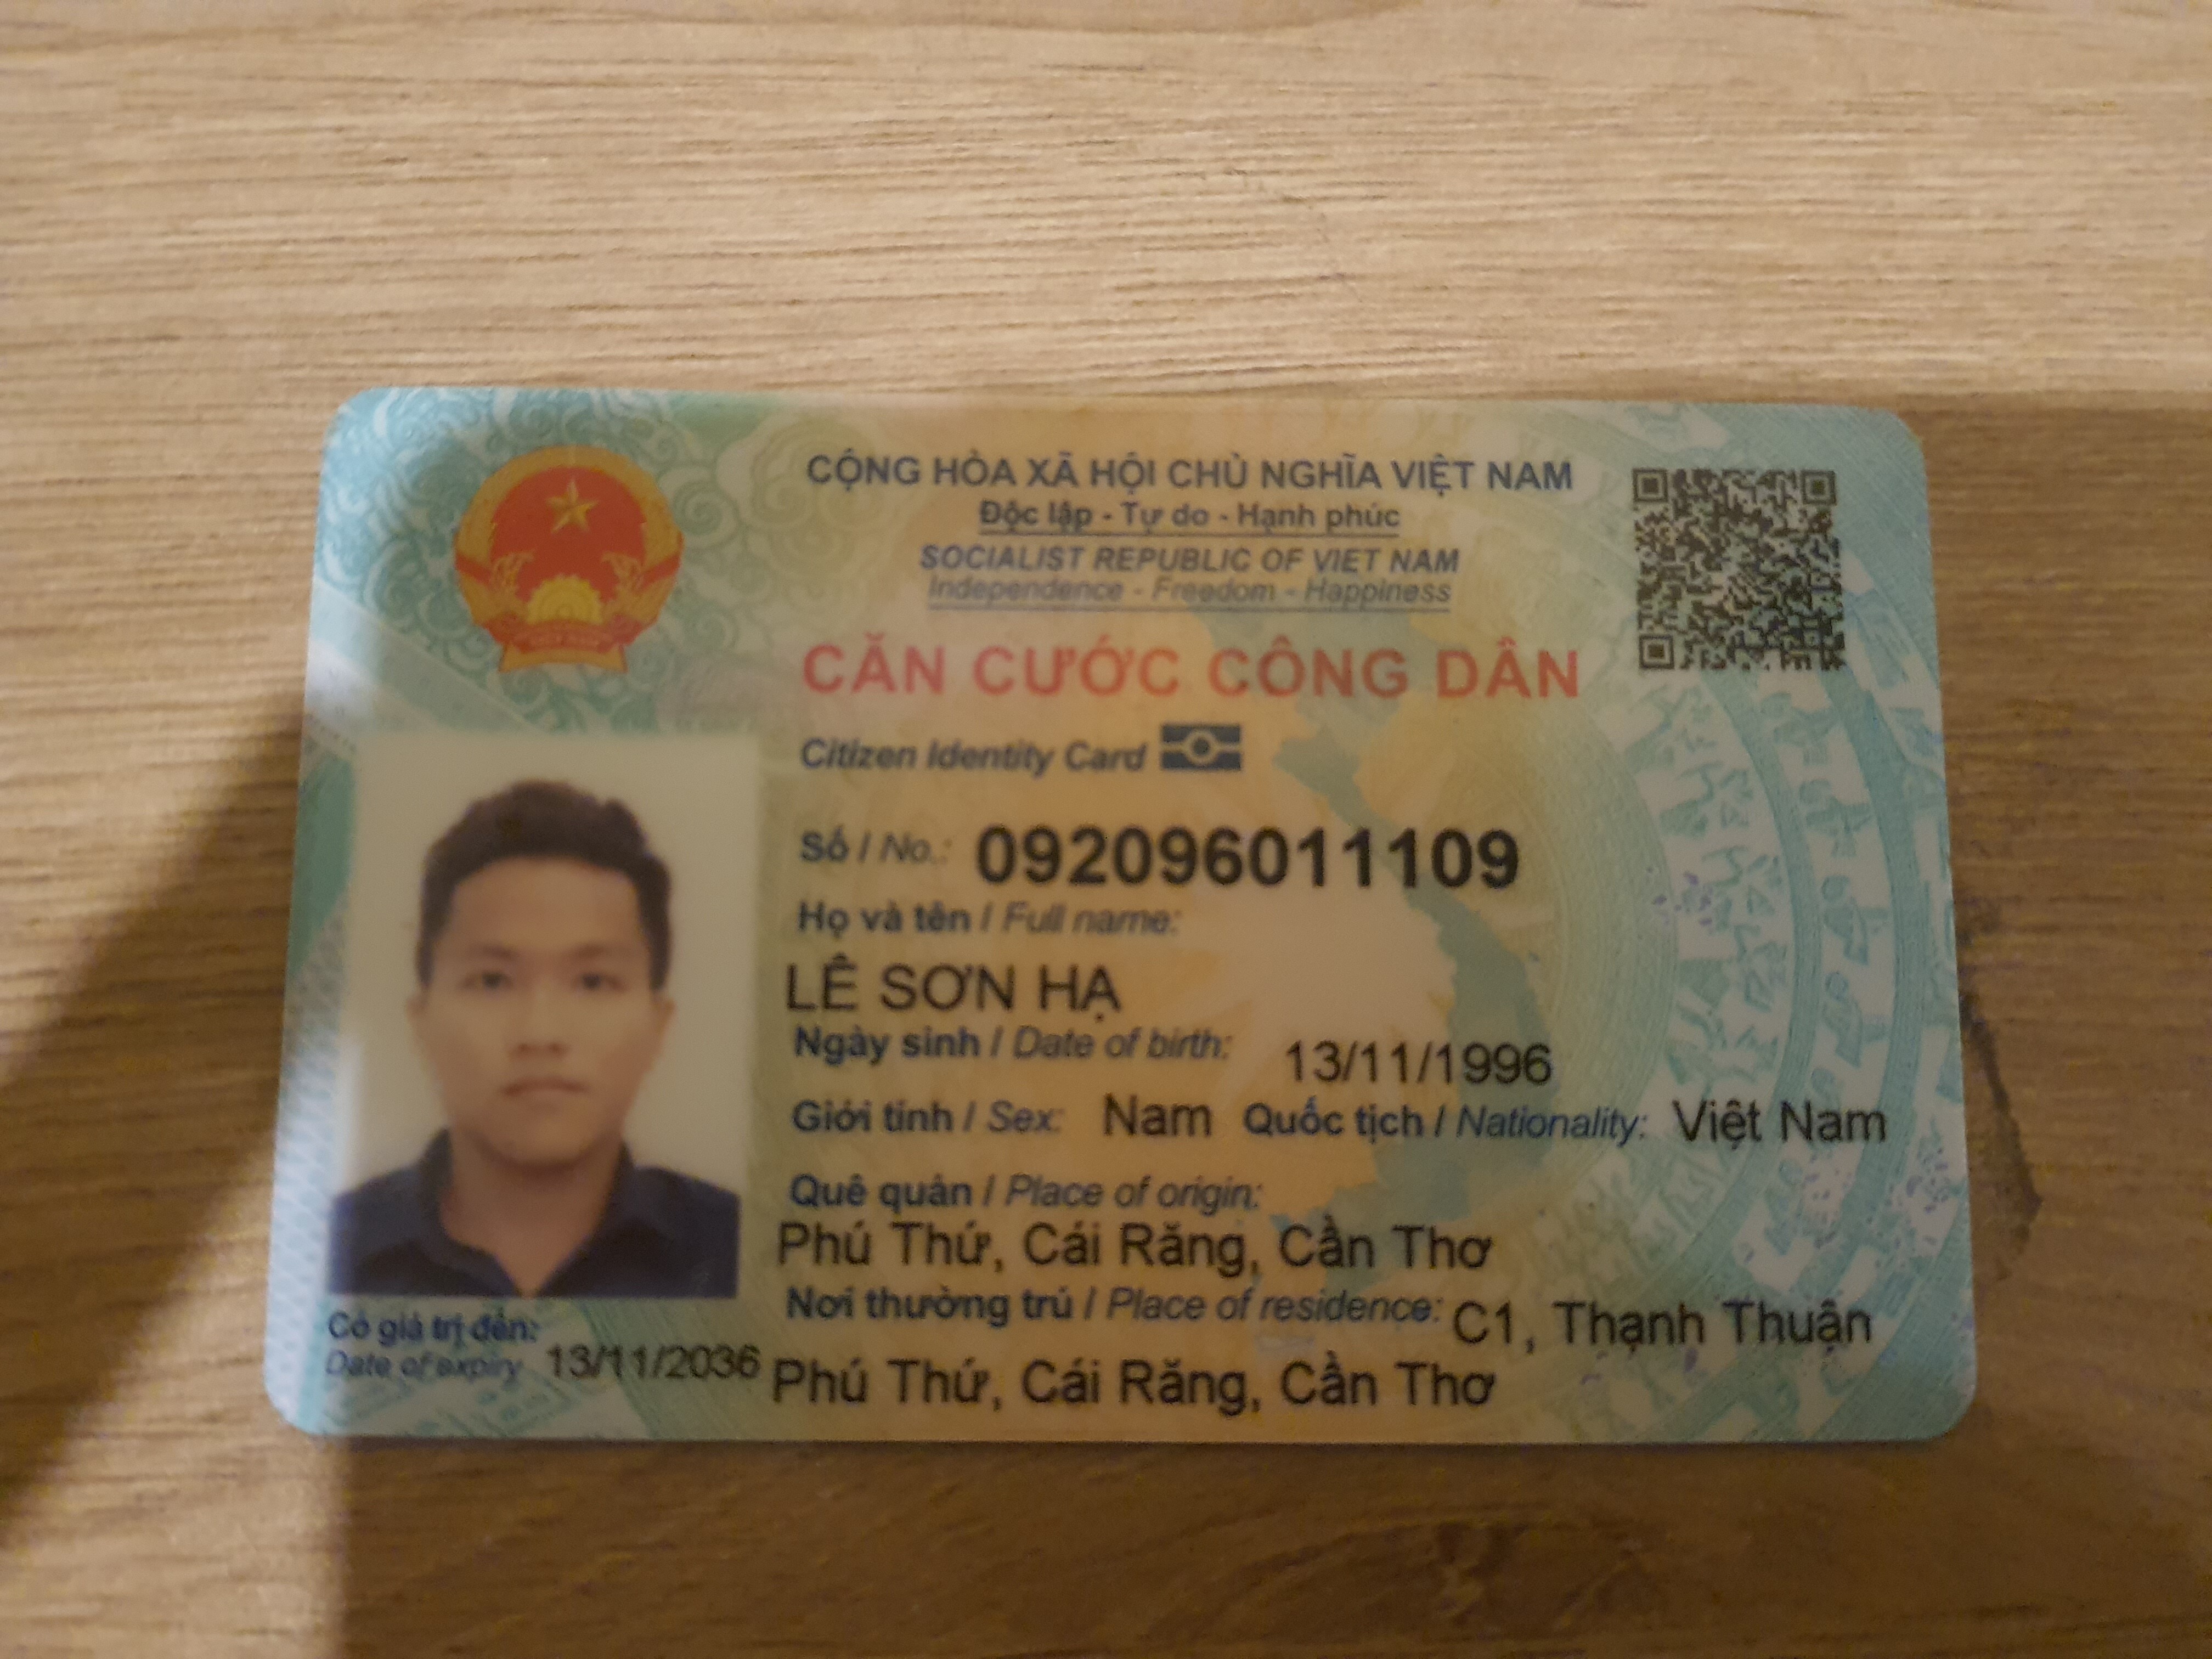 CỘNG HÒA XÃ HỘI CHỦ NGHĨA VIỆT NAM
Độc lập - Tự do - Hạnh phúc
SOCIALIST REPUBLIC OF VIET NAM
Independence - Freedom - Happiness
CĂN CƯỚC CÔNG DÂN
Citizen Identity Card
Số / No.: 092096011109
Họ và tên / Full name:
LÊ SƠN HẠ
Ngày sinh / Date of birth: 13/11/1996
Giới tính / Sex: Nam Quốc tịch / Nationality: Việt Nam
Quê quán / Place of origin:
Phú Thứ, Cái Răng, Cần Thơ
Nơi thường trú / Place of residence: C1, Thạnh Thuận
Phú Thứ, Cái Răng, Cần Thơ
Có giá trị đến:
Date of expiry 13/11/2036